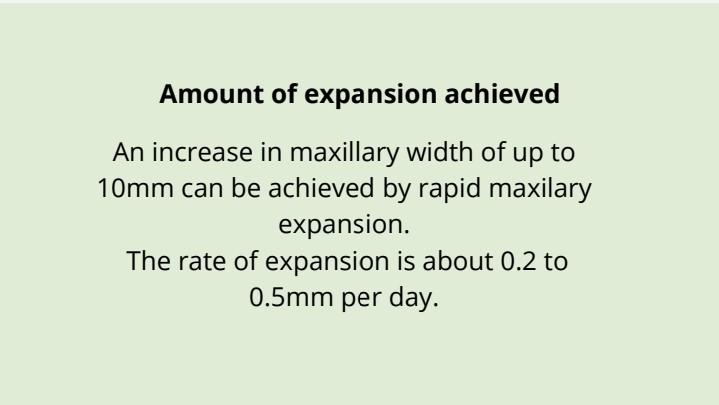 Amount of expansion achieved
An increase in maxillary width of up to
10mm can be achieved by rapid maxilary
expansion.
The rate of expansion is about 0.2 to
0.5mm per day.